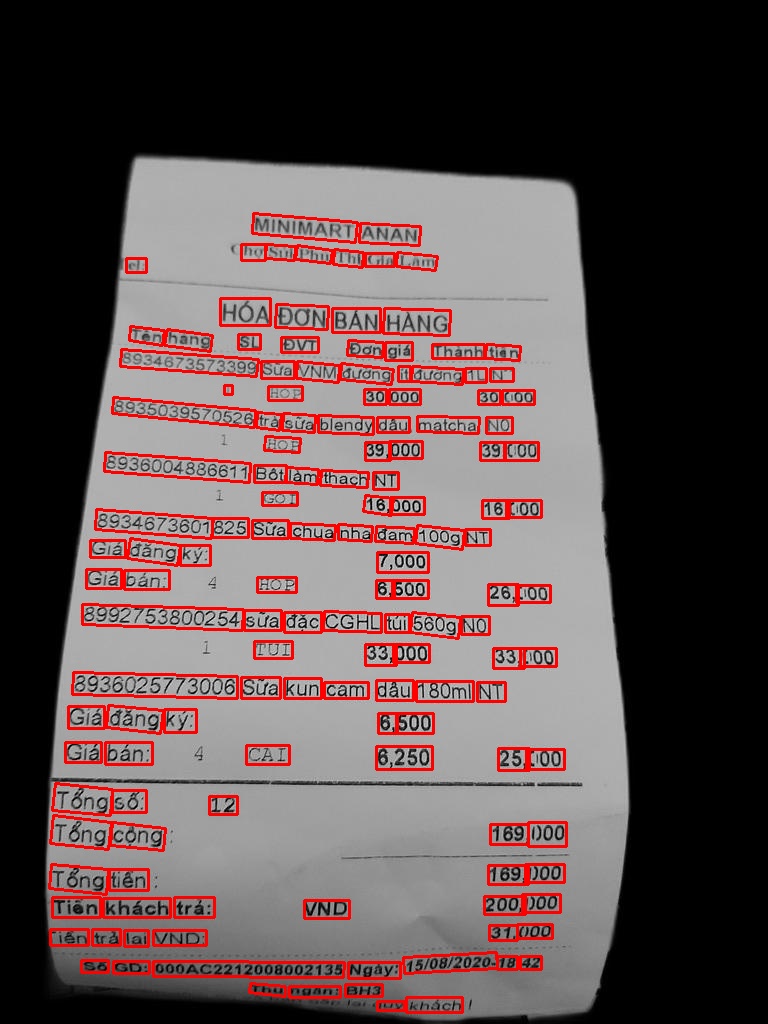 MINIMART ANAN
Chợ Sủi Phú Thị Gia Lâm
Tel:
HÓA ĐƠN BÁN HÀNG
Tên hàng SL ĐVT Đơn giá Thành tiền
8934673573399 Sữa VNM đường ít đường 1L NT
HOP 30,000 30,000
8935039570526 trà sữa blendy dâu, matcha, N0
1 HOP 39,000 39,000
8936004886611 Bột làm thạch NT
1 GOI 16,000 16,000
8934673601825 Sữa chua nha đam 100g NT
Giá đăng ký: 7,000
Giá bán: 4 HOP 6,500 26,000
8992753800254 sữa đặc CGHL túi 560g N0
1 TUI 33,000 33,000
8936025773006 Sữa kun cam dâu 180ml NT
Giá đăng ký: 6,500
Giá bán: 4 CAI 6,250 25,000
Tổng số: 12
Tổng cộng : 169,000
Tổng tiền : 169,000
Tiền khách trả: VND 200,000
Tiền trả lại VND: 31,000
Số GD: 000AC2212008002135 Ngày: 15/08/2020-18:42
Thu ngân: BH3
gặp lại quý khách !